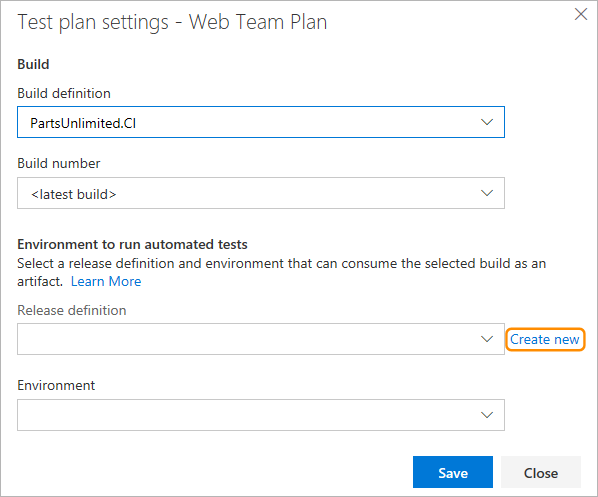 Test plan settings - Web Team Plan
Build
Build definition
PartsUnlimited.CI
Build number
<latest build>
Environment to run automated tests
Select a release definition and environment that can consume the selected build as an
artifact. Learn More
Release definition
Create new
Environment
Save Close